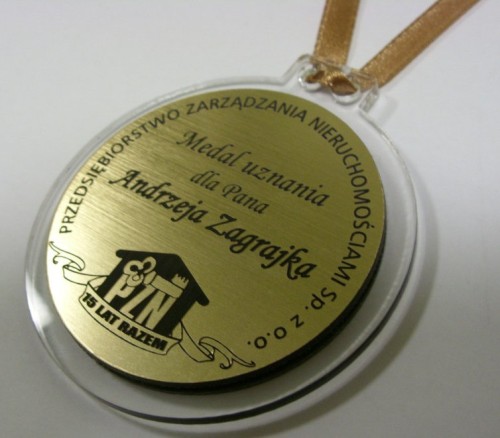 PRZEDSIĘBIORSTWO ZARZĄDZANIA NIERUCHOMOŚCIAMI Sp. z o.o.
Medal uznania
dla Pana
Andrzeja Zagrajka
PZN
15 LAT RAZEM